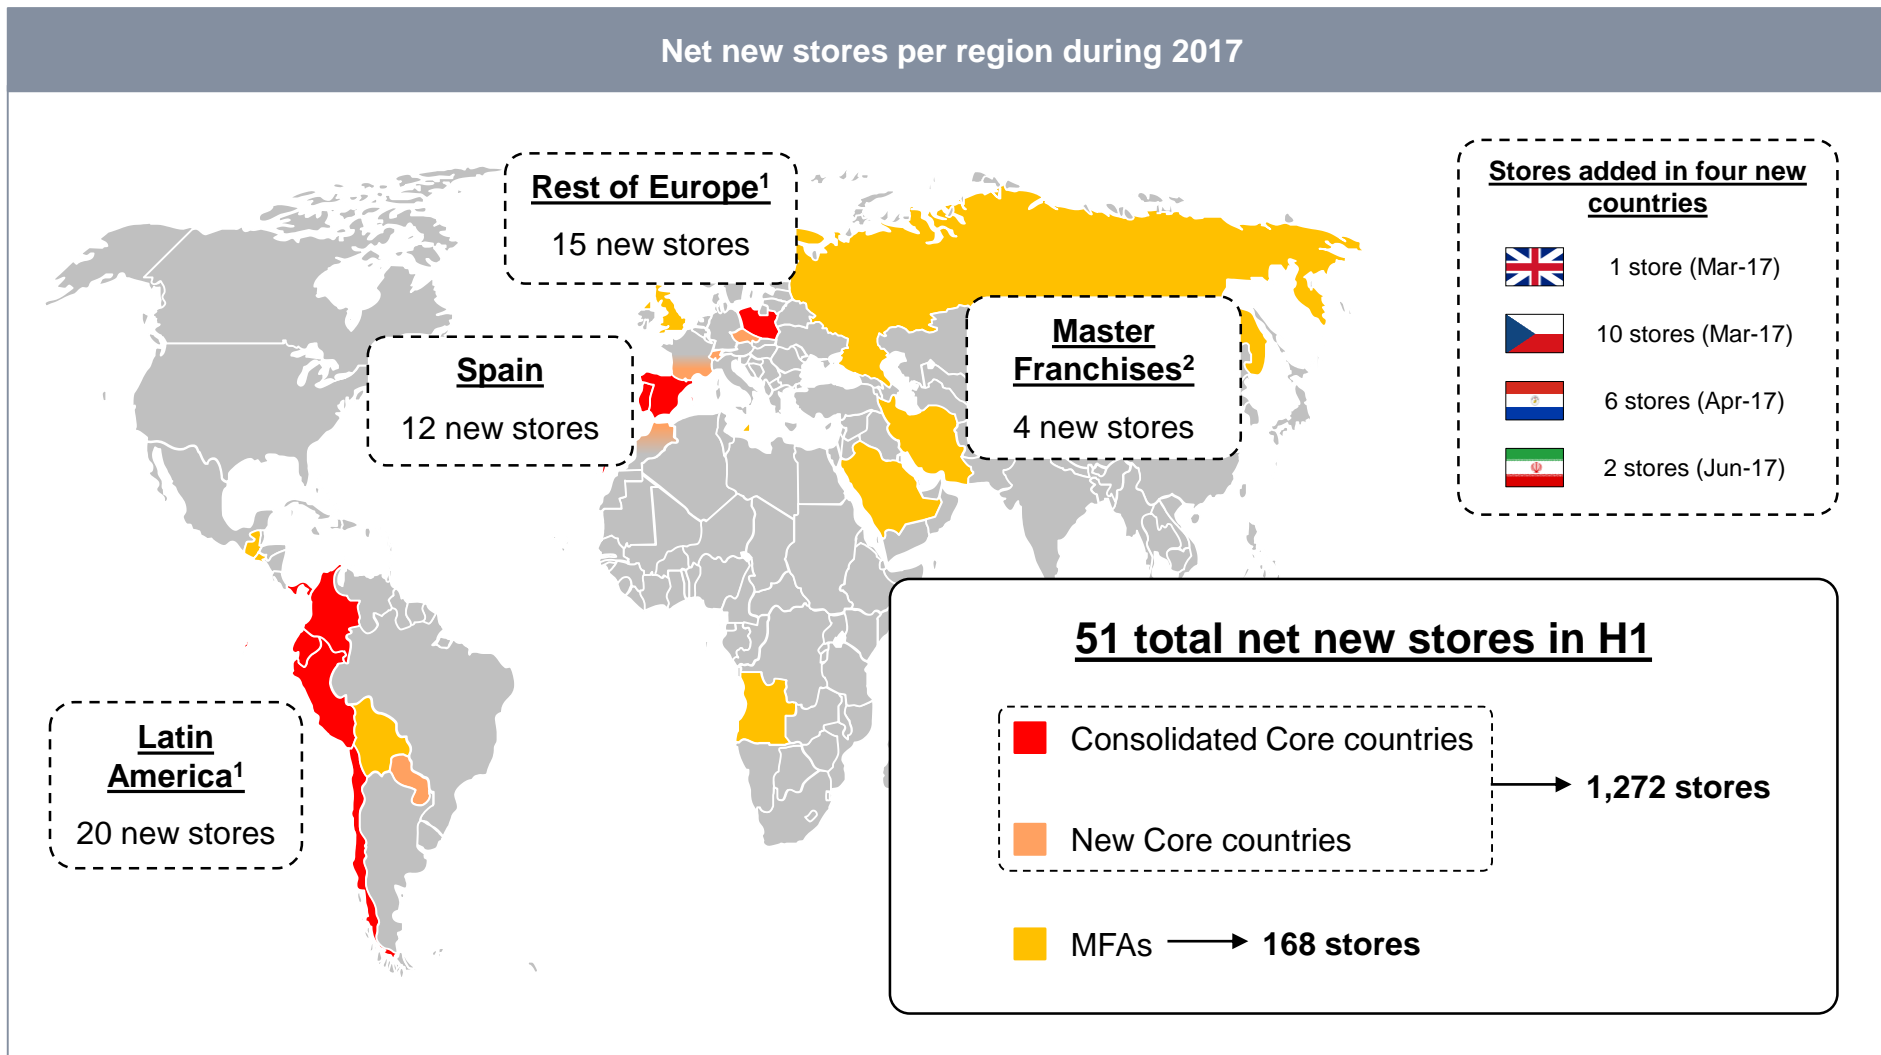 Net new stores per region during 2017
Rest of Europe1
15 new stores
Spain
12 new stores
Master
Franchises2
4 new stores
Latin
America1
20 new stores
Stores added in four new
countries
1 store (Mar-17)
10 stores (Mar-17)
6 stores (Apr-17)
2 stores (Jun-17)
51 total net new stores in H1
Consolidated Core countries
New Core countries
1,272 stores
MFAs
168 stores